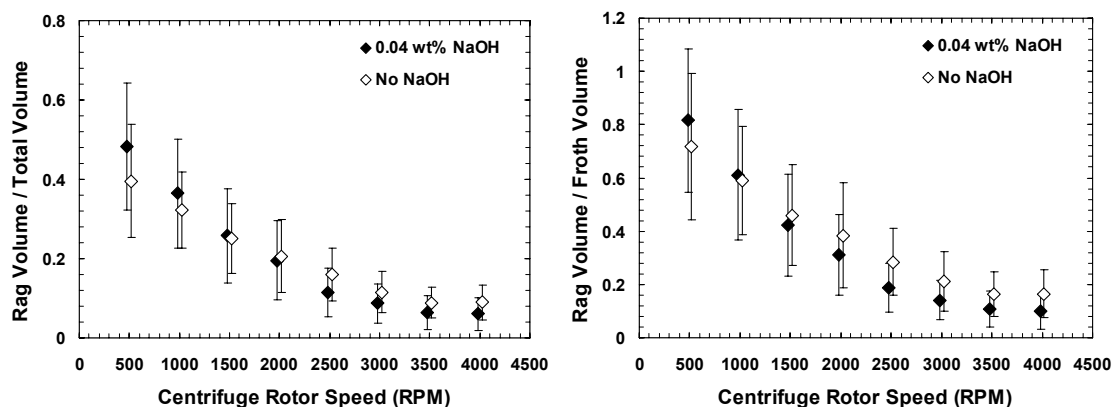 0.8
0.6
0.4
0.2
0
Rag Volume / Total Volume
0.04 wt% NaOH
No NaOH
0 500 1000 1500 2000 2500 3000 3500 4000 4500
Centrifuge Rotor Speed (RPM)
1.2
1
0.8
0.6
0.4
0.2
0
Rag Volume / Froth Volume
0.04 wt% NaOH
No NaOH
0 500 1000 1500 2000 2500 3000 3500 4000 4500
Centrifuge Rotor Speed (RPM)